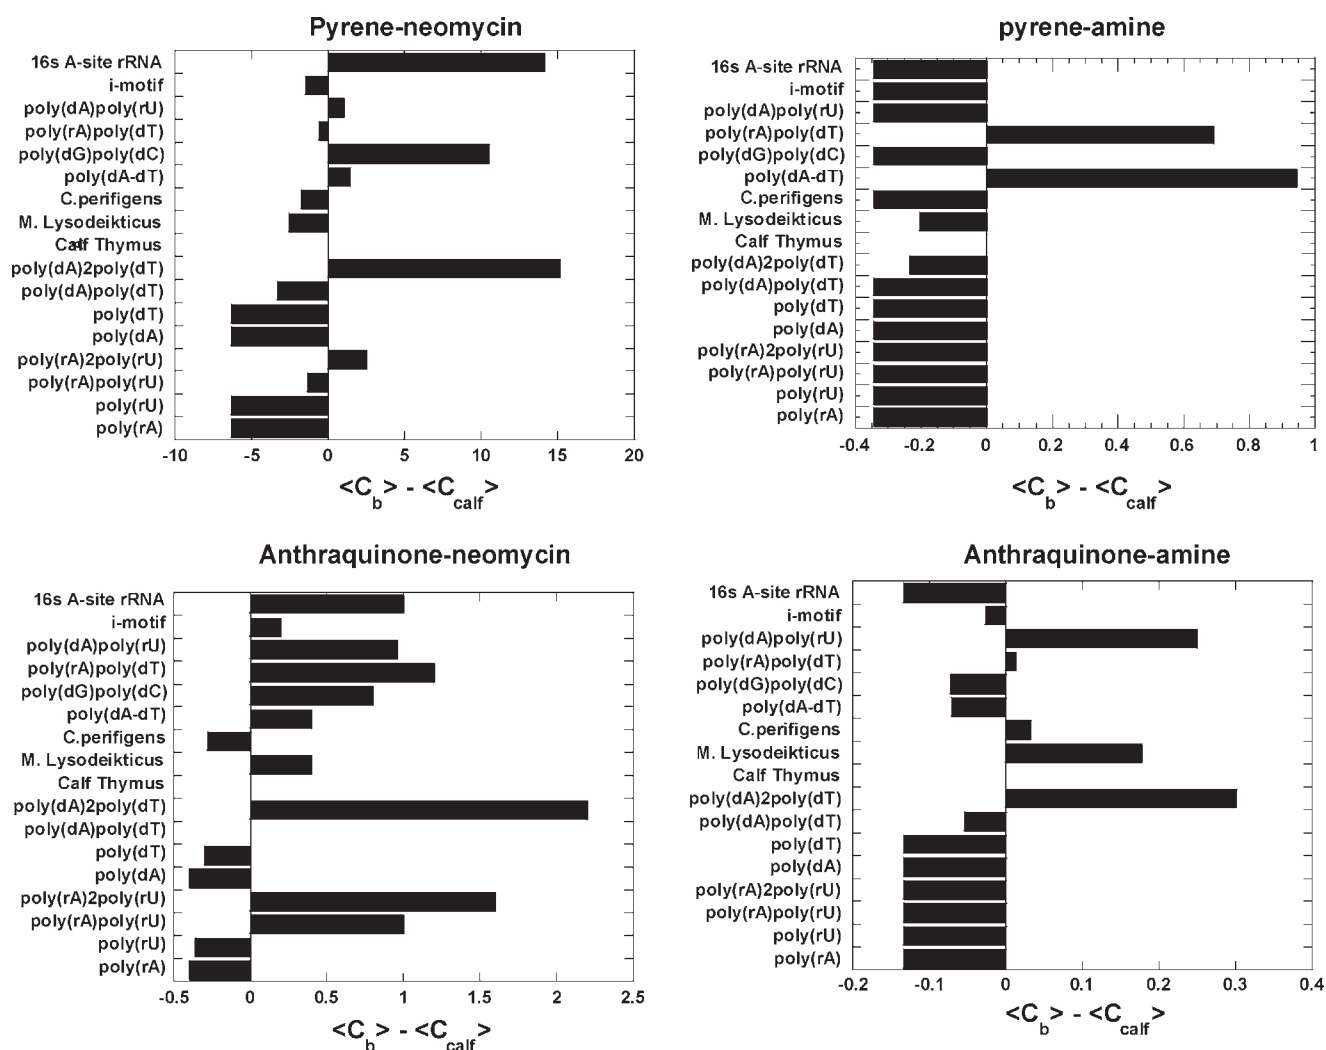 Pyrene-neomycin
16s A-site rRNA
i-motif
poly(dA)poly(rU)
poly(rA)poly(dT)
poly(dG)poly(dC)
poly(dA-dT)
C.perifigens
M. Lysodeikticus
Calf Thymus
poly(dA)2poly(dT)
poly(dA)poly(dT)
poly(dT)
poly(dA)
poly(rA)2poly(rU)
poly(rA)poly(rU)
poly(rU)
poly(rA)
-10 -5 0 5 10 15 20
<C_b> - <C_calf>
pyrene-amine
16s A-site rRNA
i-motif
poly(dA)poly(rU)
poly(rA)poly(dT)
poly(dG)poly(dC)
poly(dA-dT)
C.perifigens
M. Lysodeikticus
Calf Thymus
poly(dA)2poly(dT)
poly(dA)poly(dT)
poly(dT)
poly(dA)
poly(rA)2poly(rU)
poly(rA)poly(rU)
poly(rU)
poly(rA)
-0.4 -0.2 0 0.2 0.4 0.6 0.8 1
<C_b> - <C_calf>
Anthraquinone-neomycin
16s A-site rRNA
i-motif
poly(dA)poly(rU)
poly(rA)poly(dT)
poly(dG)poly(dC)
poly(dA-dT)
C.perifigens
M. Lysodeikticus
Calf Thymus
poly(dA)2poly(dT)
poly(dA)poly(dT)
poly(dT)
poly(dA)
poly(rA)2poly(rU)
poly(rA)poly(rU)
poly(rU)
poly(rA)
-0.5 0 0.5 1 1.5 2 2.5
<C_b> - <C_calf>
Anthraquinone-amine
16s A-site rRNA
i-motif
poly(dA)poly(rU)
poly(rA)poly(dT)
poly(dG)poly(dC)
poly(dA-dT)
C.perifigens
M. Lysodeikticus
Calf Thymus
poly(dA)2poly(dT)
poly(dA)poly(dT)
poly(dT)
poly(dA)
poly(rA)2poly(rU)
poly(rA)poly(rU)
poly(rU)
poly(rA)
-0.2 -0.1 0 0.1 0.2 0.3 0.4
<C_b> - <C_calf>